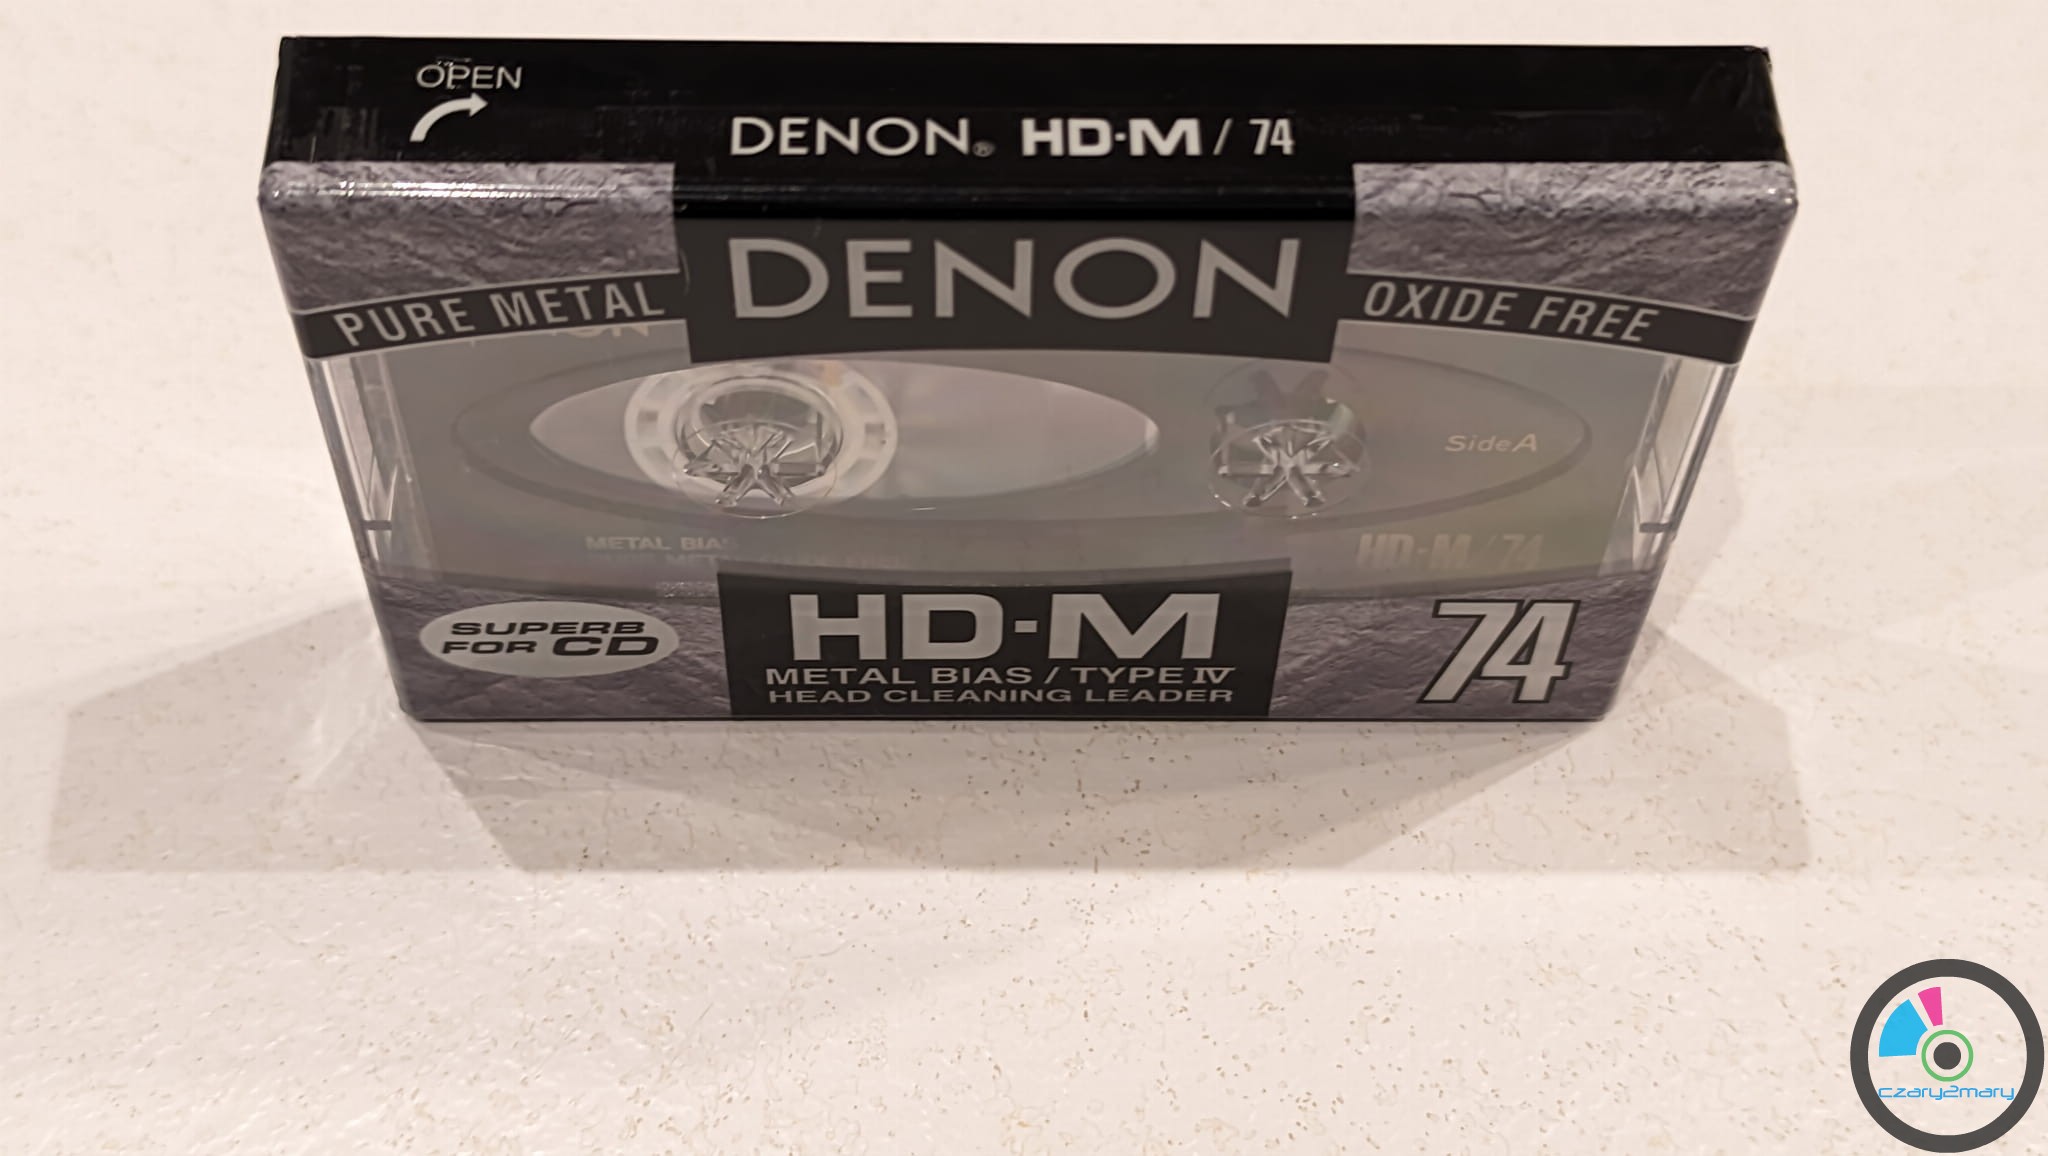 OPEN
DENON® HD·M / 74
DENON
PURE METAL
OXIDE FREE
Side A
METAL BIAS
HD-M / 74
SUPERB
FOR CD
HD-M
METAL BIAS / TYPE IV
HEAD CLEANING LEADER
74
czary2mary